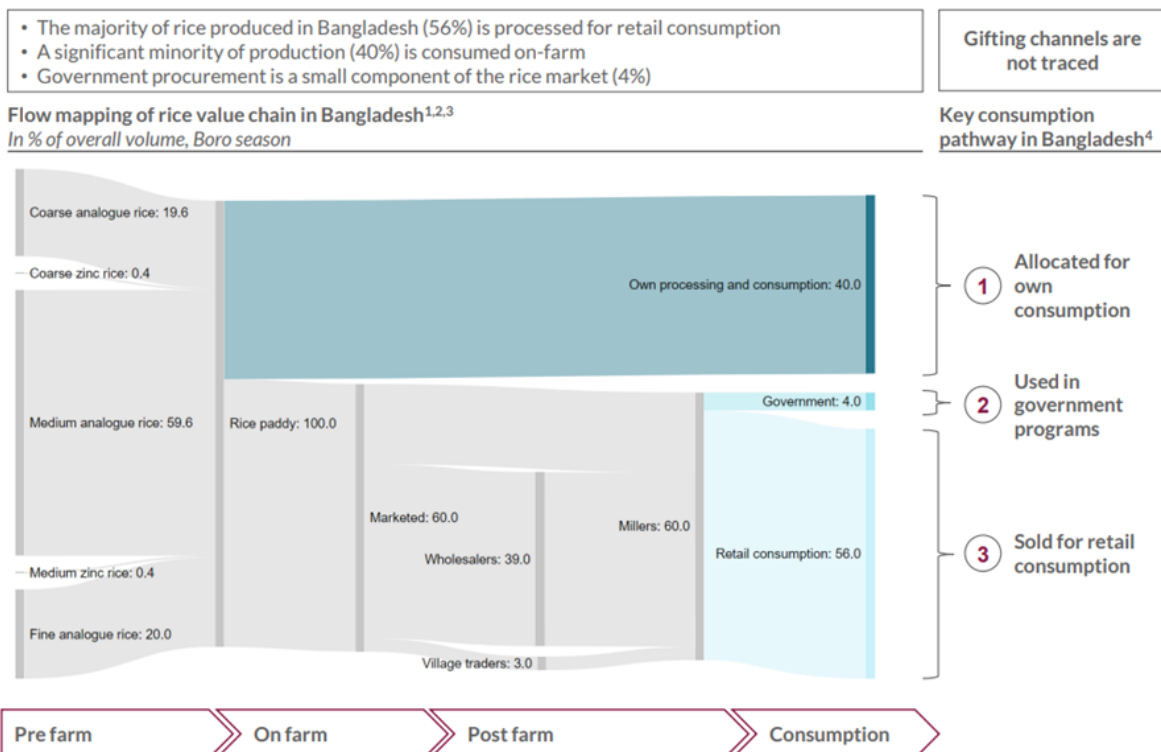 • The majority of rice produced in Bangladesh (56%) is processed for retail consumption
• A significant minority of production (40%) is consumed on-farm
• Government procurement is a small component of the rice market (4%)
Gifting channels are
not traced
Flow mapping of rice value chain in Bangladesh1,2,3
In % of overall volume, Boro season
Key consumption
pathway in Bangladesh4
Coarse analogue rice: 19.6
Coarse zinc rice: 0.4
Medium analogue rice: 59.6
Medium zinc rice: 0.4
Fine analogue rice: 20.0
Rice paddy: 100.0
Marketed: 60.0
Wholesalers: 39.0
Village traders: 3.0
Millers: 60.0
Own processing and consumption: 40.0
Government: 4.0
Retail consumption: 56.0
1
Allocated for
own
consumption
2
Used in
government
programs
3
Sold for retail
consumption
Pre farm
On farm
Post farm
Consumption